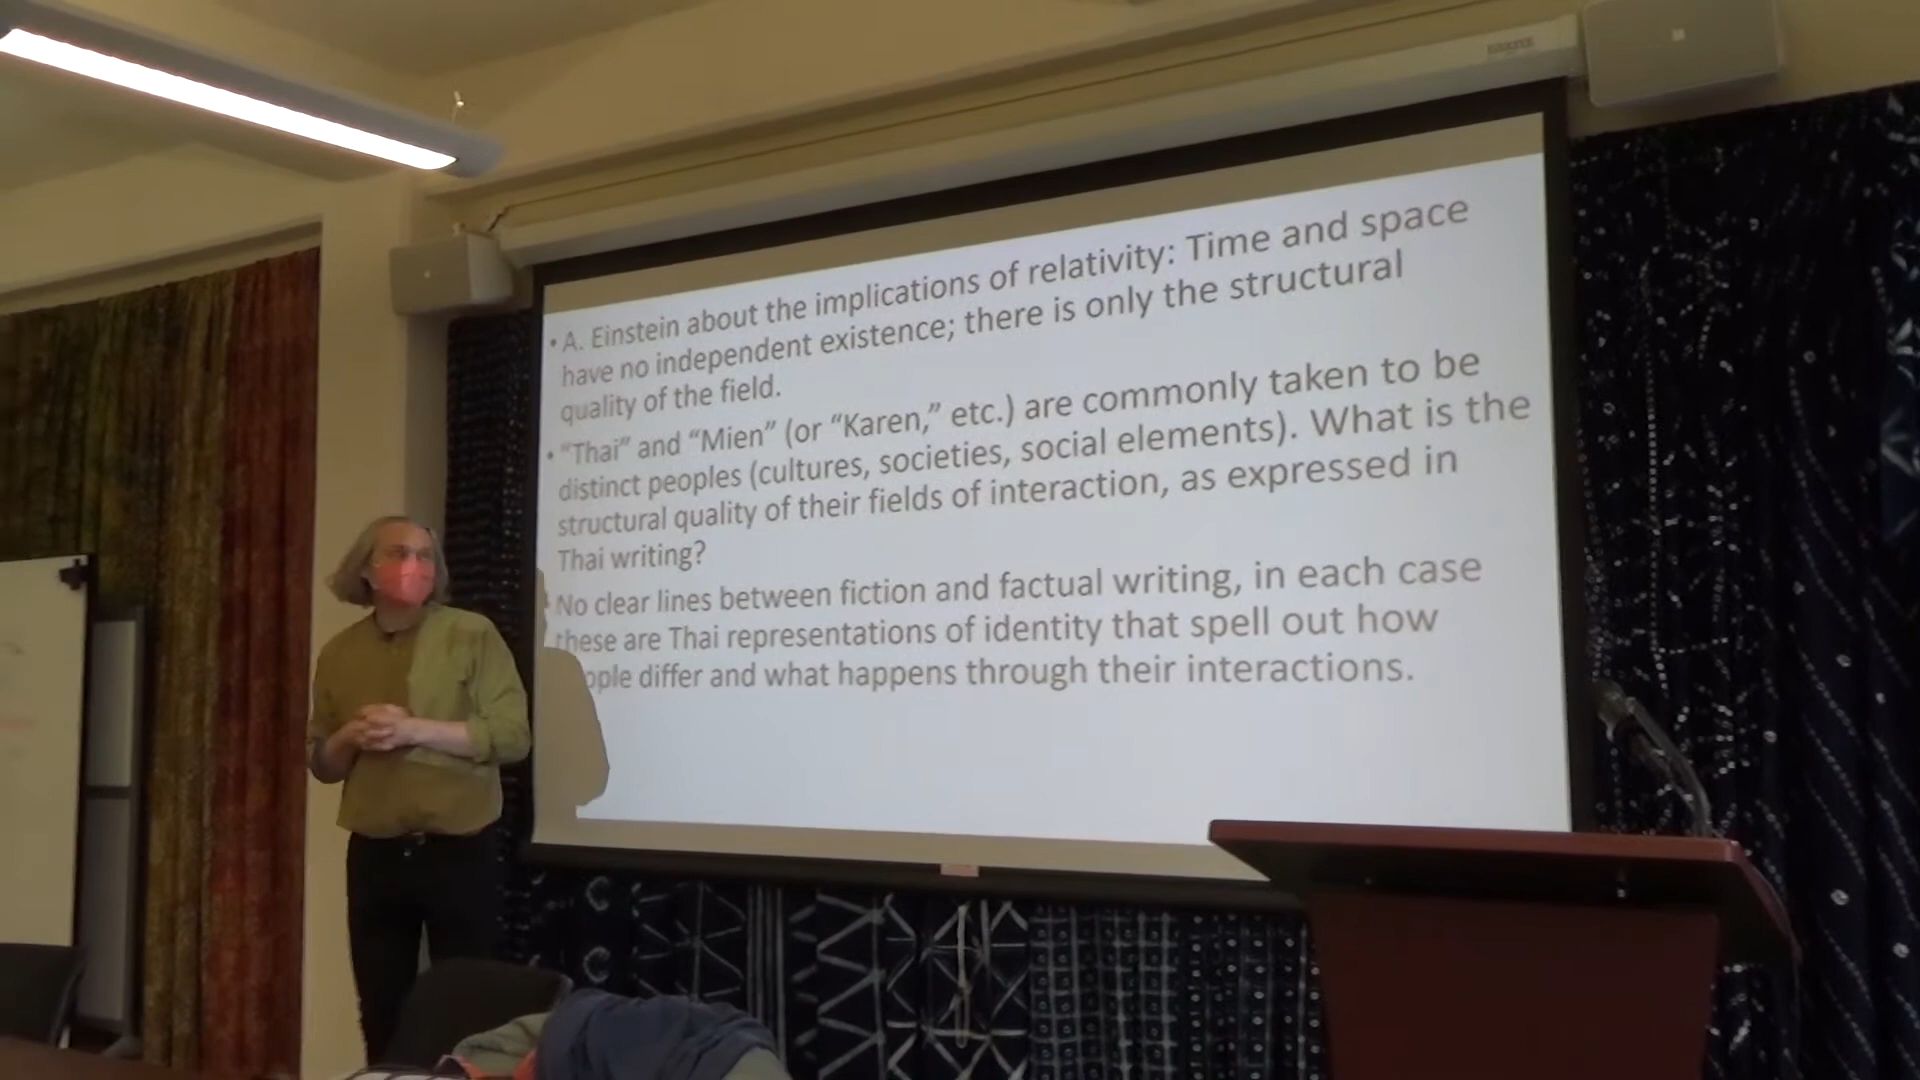 • A. Einstein about the implications of relativity: Time and space
have no independent existence; there is only the structural
quality of the field.
• “Thai” and “Mien” (or “Karen,” etc.) are commonly taken to be
distinct peoples (cultures, societies, social elements). What is the
structural quality of their fields of interaction, as expressed in
Thai writing?
No clear lines between fiction and factual writing, in each case
these are Thai representations of identity that spell out how
ople differ and what happens through their interactions.